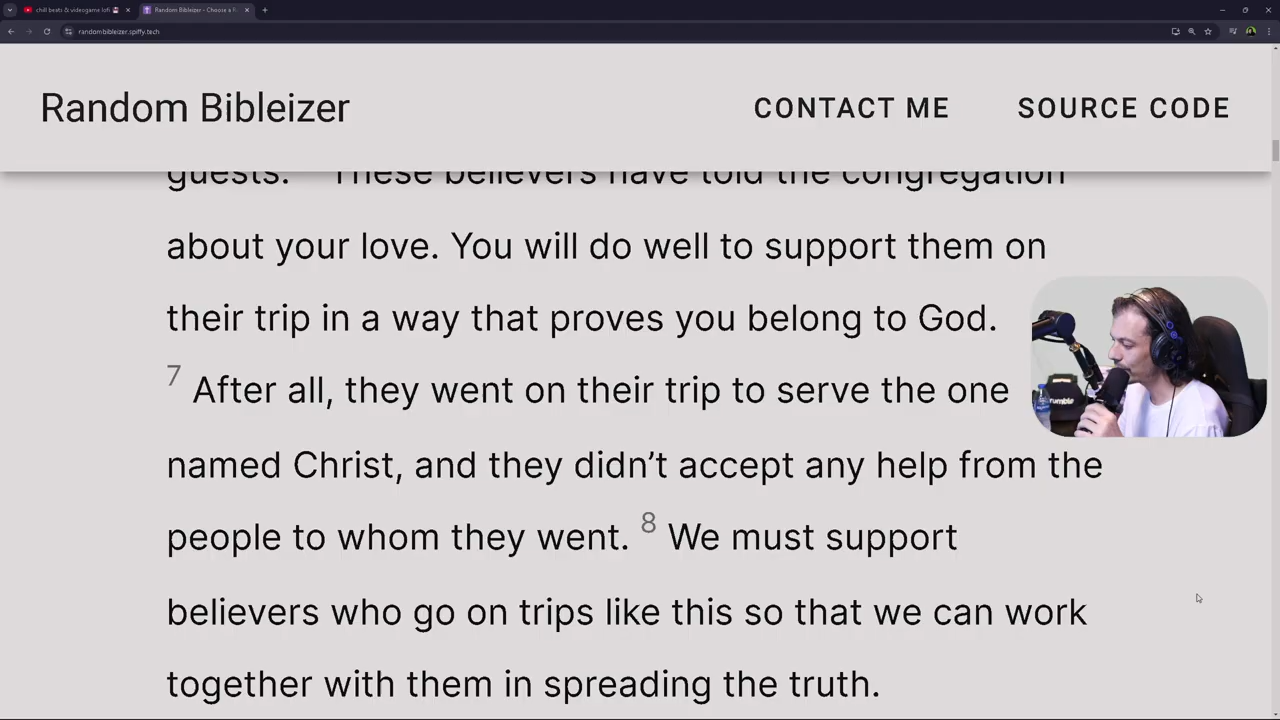 chill beats & videogame lofi
Random Bibleizer - Choose a R
randombibleizer.spiffy.tech
Random Bibleizer
CONTACT ME
SOURCE CODE
guests. These believers have told the congregation
about your love. You will do well to support them on
their trip in a way that proves you belong to God.
7 After all, they went on their trip to serve the one
named Christ, and they didn’t accept any help from the
people to whom they went. 8 We must support
believers who go on trips like this so that we can work
together with them in spreading the truth.
rumble